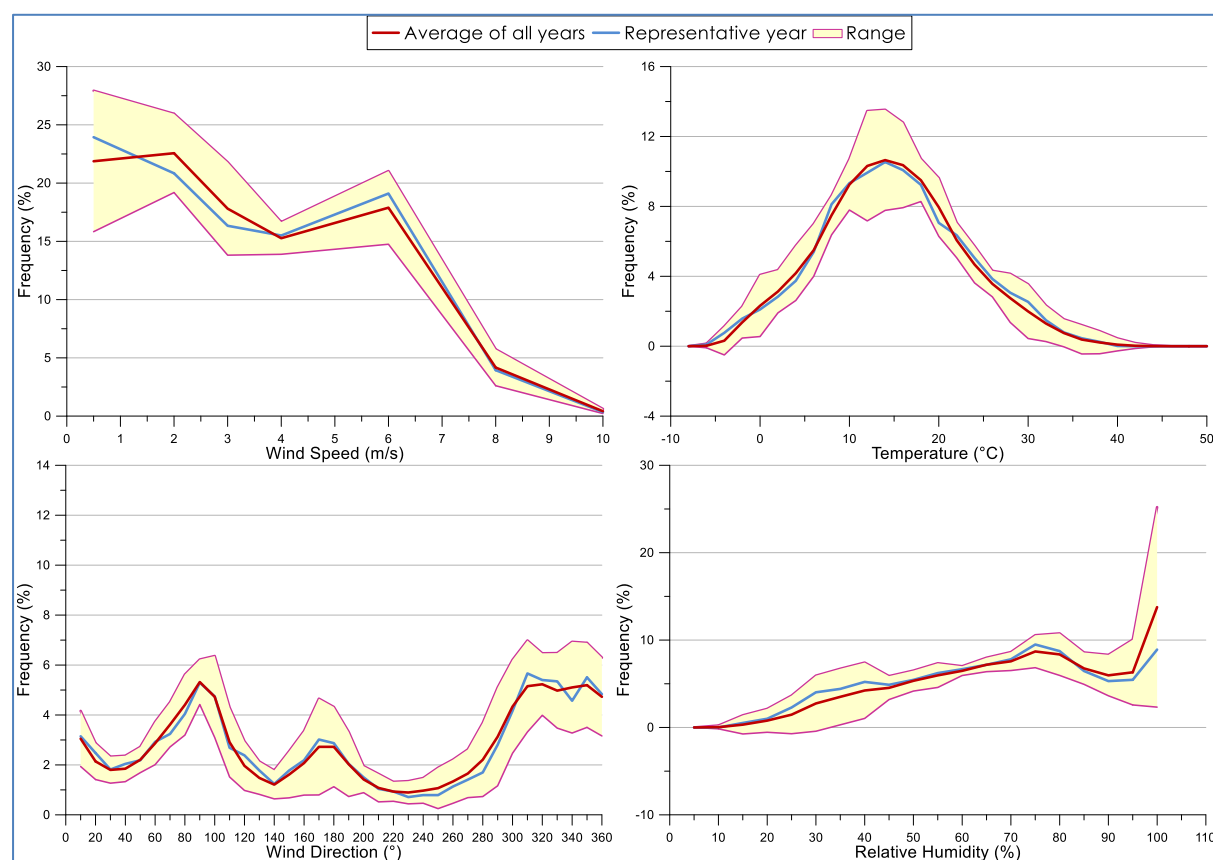 Average of all years Representative year Range
30
25
20
15
10
5
0
Frequency (%)
0 1 2 3 4 5 6 7 8 9 10
Wind Speed (m/s)
16
12
8
4
0
-4
Frequency (%)
-10 0 10 20 30 40 50
Temperature (°C)
14
12
10
8
6
4
2
0
Frequency (%)
0 20 40 60 80 100 120 140 160 180 200 220 240 260 280 300 320 340 360
Wind Direction (°)
30
20
10
0
-10
Frequency (%)
0 10 20 30 40 50 60 70 80 90 100 110
Relative Humidity (%)